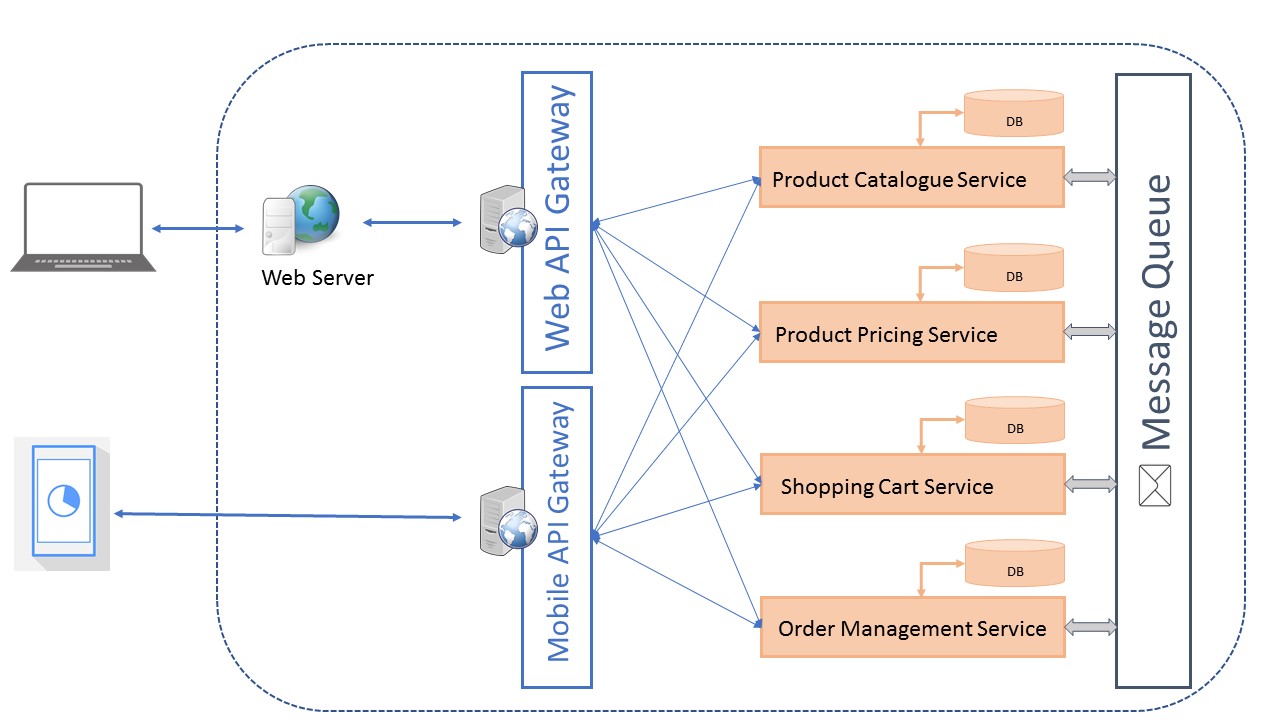 Web Server
Web API Gateway
Mobile API Gateway
DB
Product Catalogue Service
DB
Product Pricing Service
DB
Shopping Cart Service
DB
Order Management Service
Message Queue